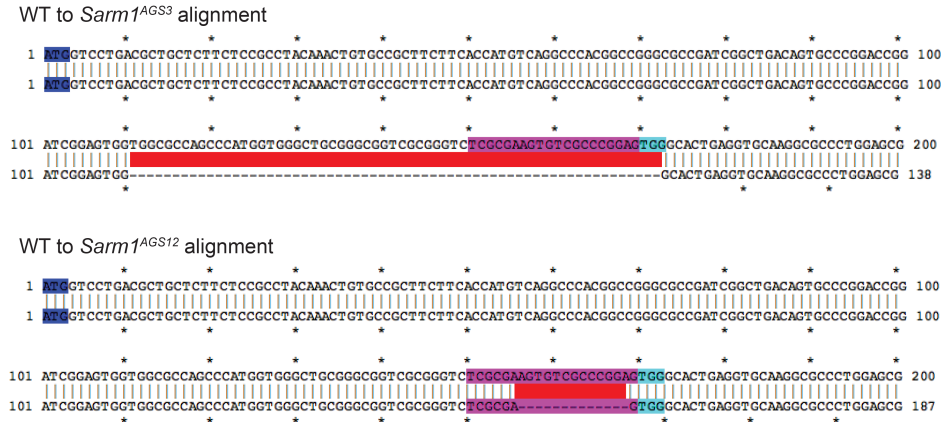 WT to Sarm1AGS3 alignment
* * * * * * * * * *
1 ATGGTCCTGACGCTGCTCTTCTCCGCCTACAAACTGTGCCGCTTCTTCACCATGTCAGGCCCACGGCCGGGCGCCGATCGGCTGACAGTGCCCGGACCGG 100
1 ATGGTCCTGACGCTGCTCTTCTCCGCCTACAAACTGTGCCGCTTCTTCACCATGTCAGGCCCACGGCCGGGCGCCGATCGGCTGACAGTGCCCGGACCGG 100
* * * * * * * * * *
* * * * * * * * * *
101 ATCGGAGTGGTGGCGCCAGCCCATGGTGGGCTGCGGGCGGTCGCGGGTCTCGCGAAGTGTCGCCCGGAGTGGGCACTGAGGTGCAAGGCGCCCTGGAGCG 200
101 ATCGGAGTGG--------------------------------------------------------------GCACTGAGGTGCAAGGCGCCCTGGAGCG 138
* * *
WT to Sarm1AGS12 alignment
* * * * * * * * * *
1 ATGGTCCTGACGCTGCTCTTCTCCGCCTACAAACTGTGCCGCTTCTTCACCATGTCAGGCCCACGGCCGGGCGCCGATCGGCTGACAGTGCCCGGACCGG 100
1 ATGGTCCTGACGCTGCTCTTCTCCGCCTACAAACTGTGCCGCTTCTTCACCATGTCAGGCCCACGGCCGGGCGCCGATCGGCTGACAGTGCCCGGACCGG 100
* * * * * * * * * *
* * * * * * * * * *
101 ATCGGAGTGGTGGCGCCAGCCCATGGTGGGCTGCGGGCGGTCGCGGGTCTCGCGAAGTGTCGCCCGGAGTGGGCACTGAGGTGCAAGGCGCCCTGGAGCG 200
101 ATCGGAGTGGTGGCGCCAGCCCATGGTGGGCTGCGGGCGGTCGCGGGTCTCGCGA-------------GTGGGCACTGAGGTGCAAGGCGCCCTGGAGCG 187
* * * * * * * *